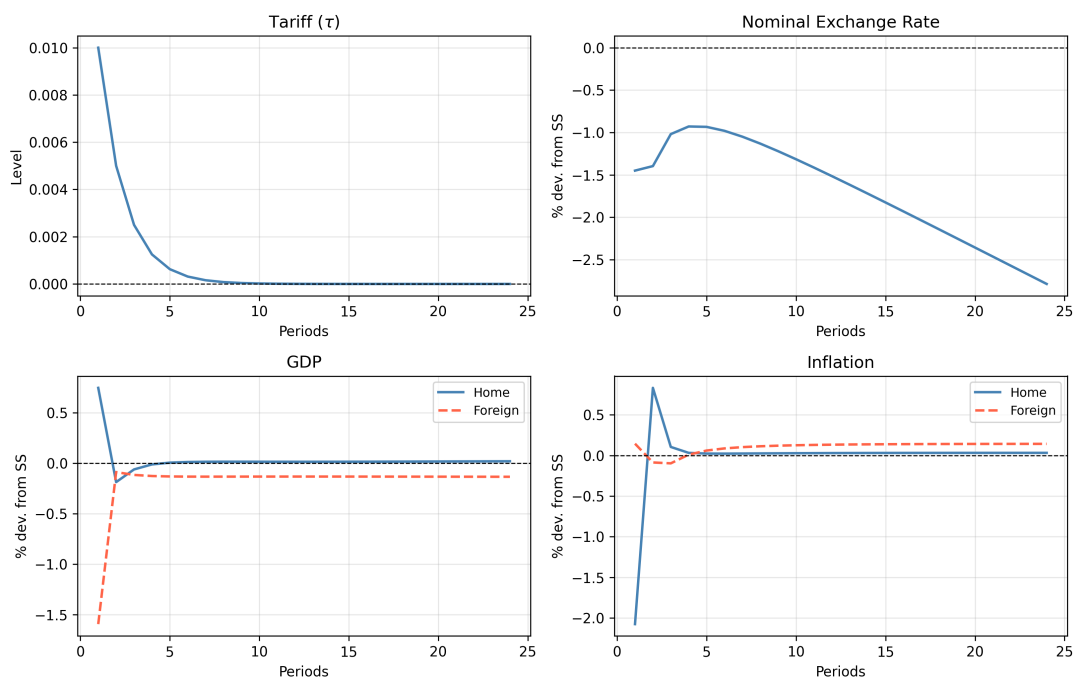 Tariff (τ)
Level
0.010
0.008
0.006
0.004
0.002
0.000
0 5 10 15 20 25
Periods
Nominal Exchange Rate
% dev. from SS
0.0
−0.5
−1.0
−1.5
−2.0
−2.5
0 5 10 15 20 25
Periods
GDP
% dev. from SS
0.5
0.0
−0.5
−1.0
−1.5
Home
Foreign
0 5 10 15 20 25
Periods
Inflation
% dev. from SS
0.5
0.0
−0.5
−1.0
−1.5
−2.0
Home
Foreign
0 5 10 15 20 25
Periods